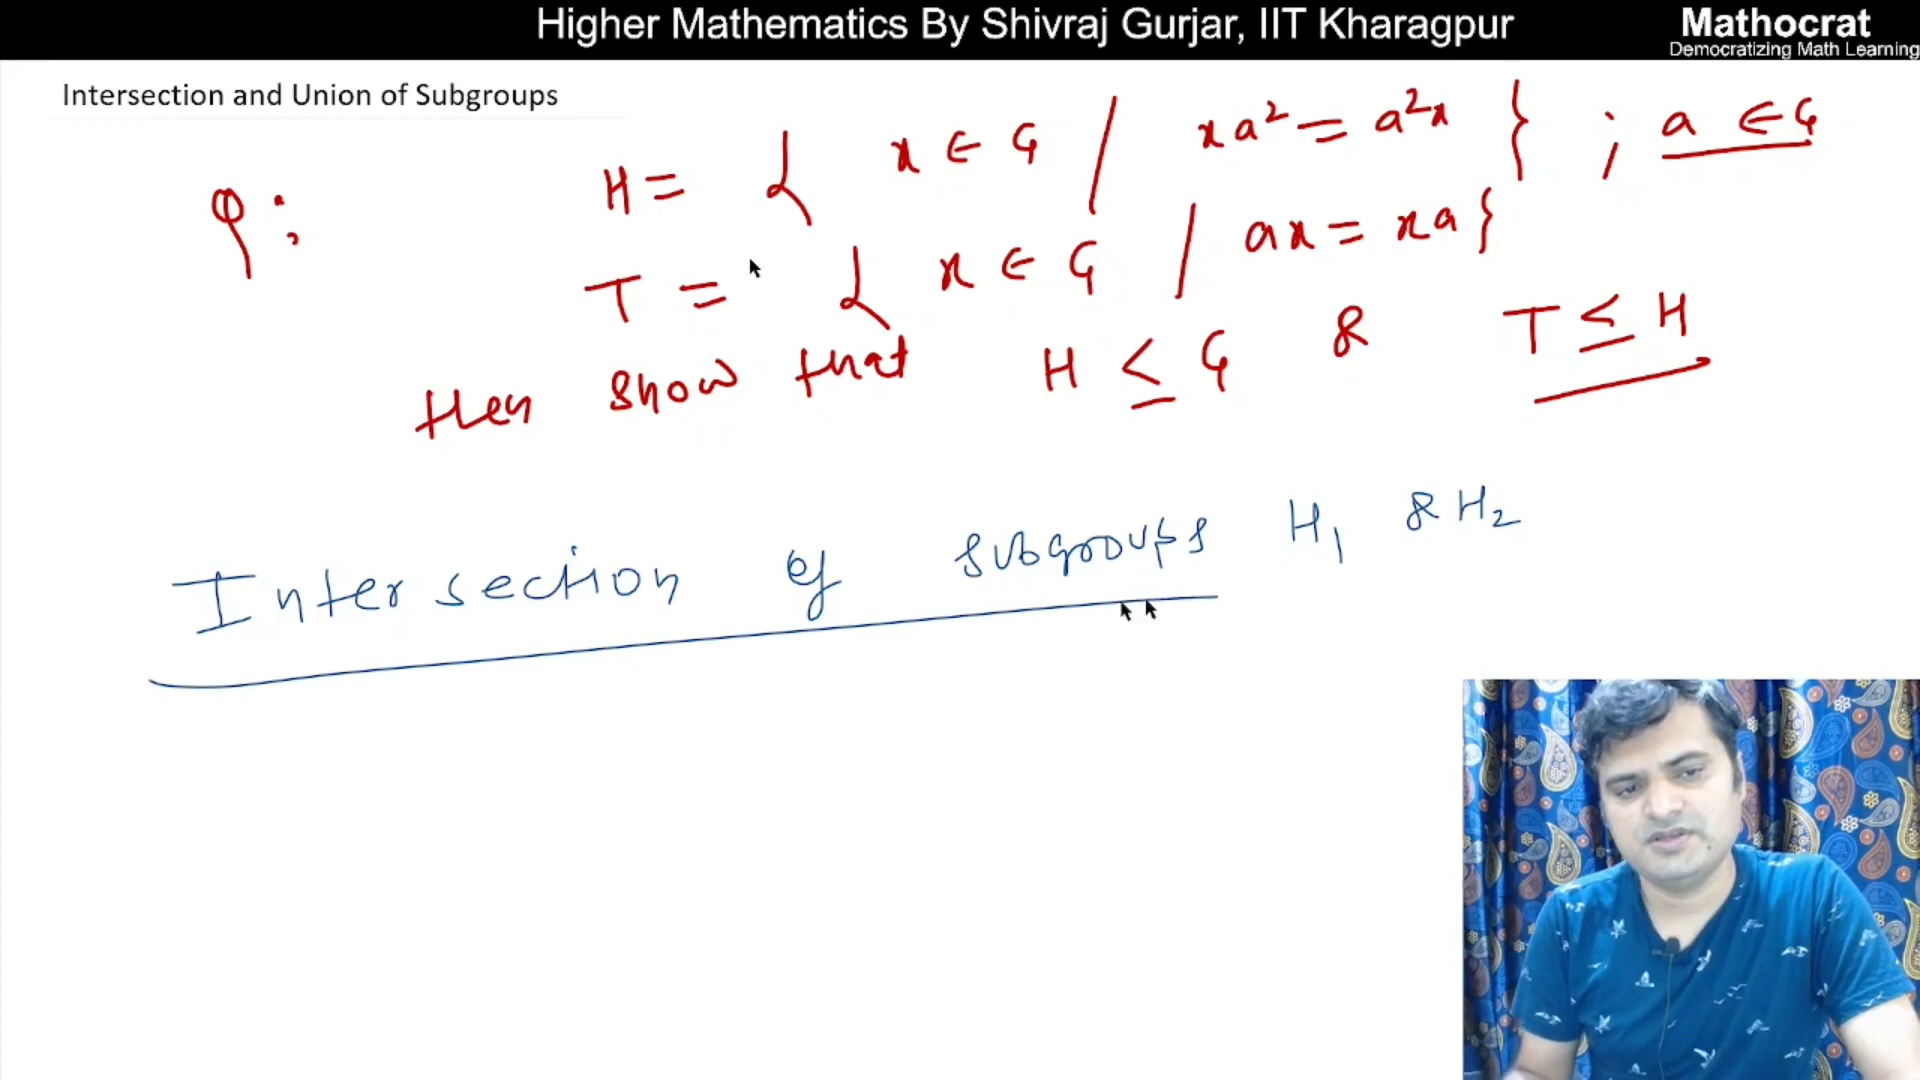 Higher Mathematics By Shivraj Gurjar, IIT Kharagpur
Mathocrat
Democratizing Math Learning
Intersection and Union of Subgroups
Q: H = { x ∈ G / xa² = a²x } ; a ∈ G
T = { x ∈ G / ax = xa }
then show that H ≤ G & T ≤ H
Intersection of subgroups H₁ & H₂